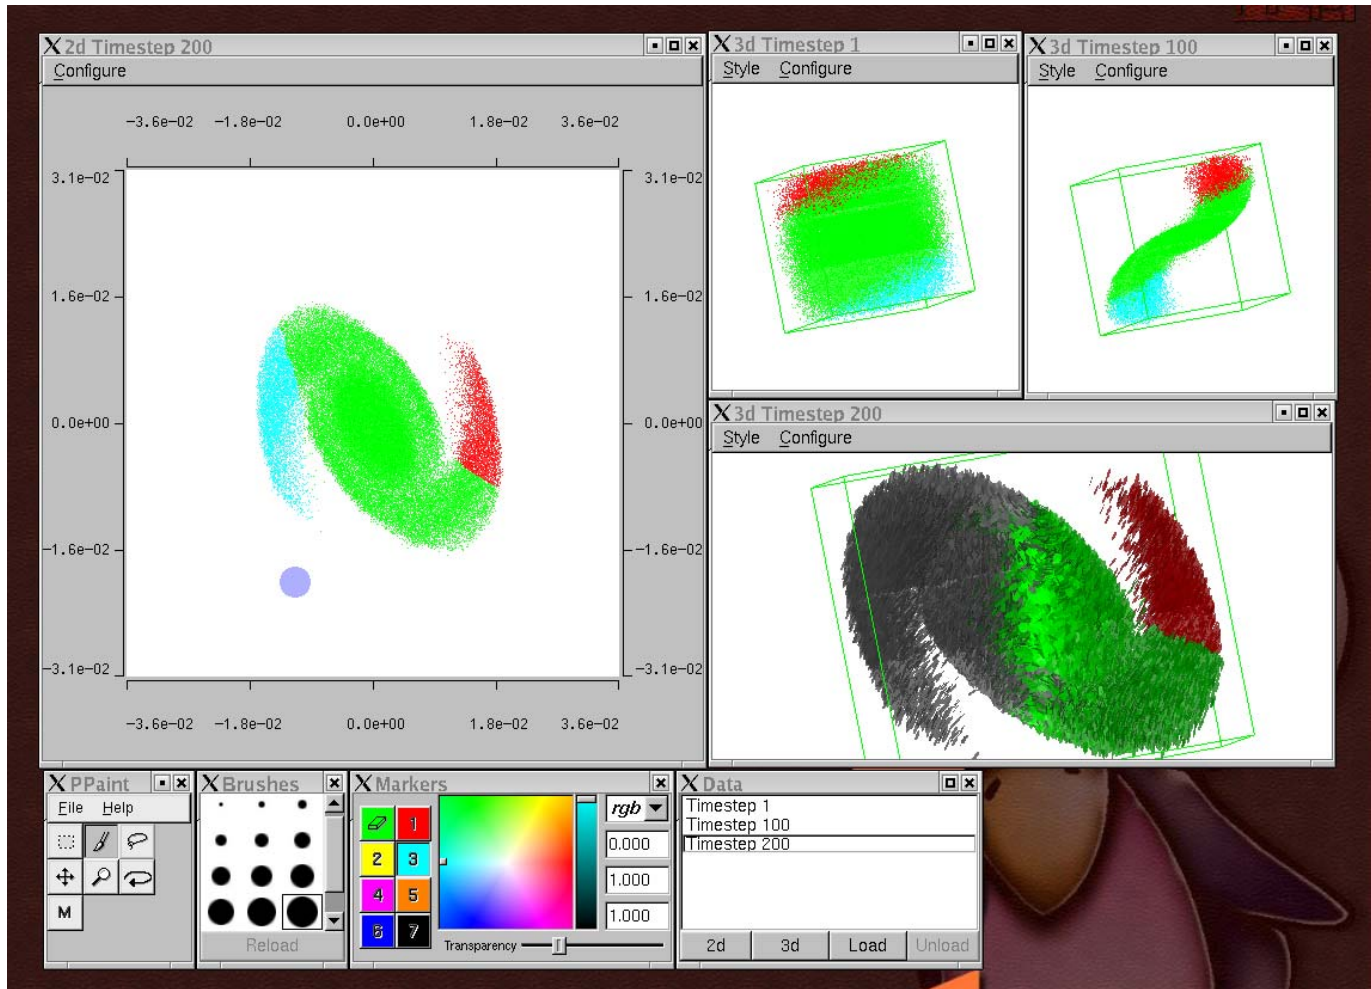 2d Timestep 200
Configure
-3.6e-02 -1.8e-02 0.0e+00 1.8e-02 3.6e-02
3.1e-02 3.1e-02
1.6e-02 1.6e-02
0.0e+00 0.0e+00
-1.6e-02 -1.6e-02
-3.1e-02 -3.1e-02
-3.6e-02 -1.8e-02 0.0e+00 1.8e-02 3.6e-02
3d Timestep 1
Style Configure
3d Timestep 100
Style Configure
3d Timestep 200
Style Configure
PPaint
File Help
M
Brushes
Reload
Markers
1
2 3
4 5
6 7
rgb
0.000
1.000
1.000
Transparency
Data
Timestep 1
Timestep 100
Timestep 200
2d 3d Load Unload